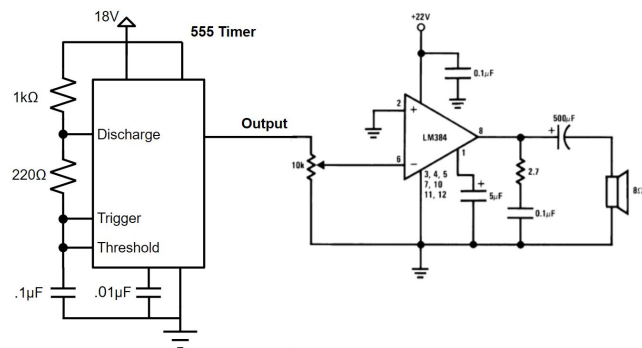 18V
555 Timer
1kΩ
Discharge
Output
220Ω
Trigger
Threshold
.1µF
.01µF
+22V
0.1µF
2
+
LM384
8
500µF
+
10k
6
−
1
3, 4, 5
7, 10
11, 12
+
5µF
2.7
0.1µF
8Ω